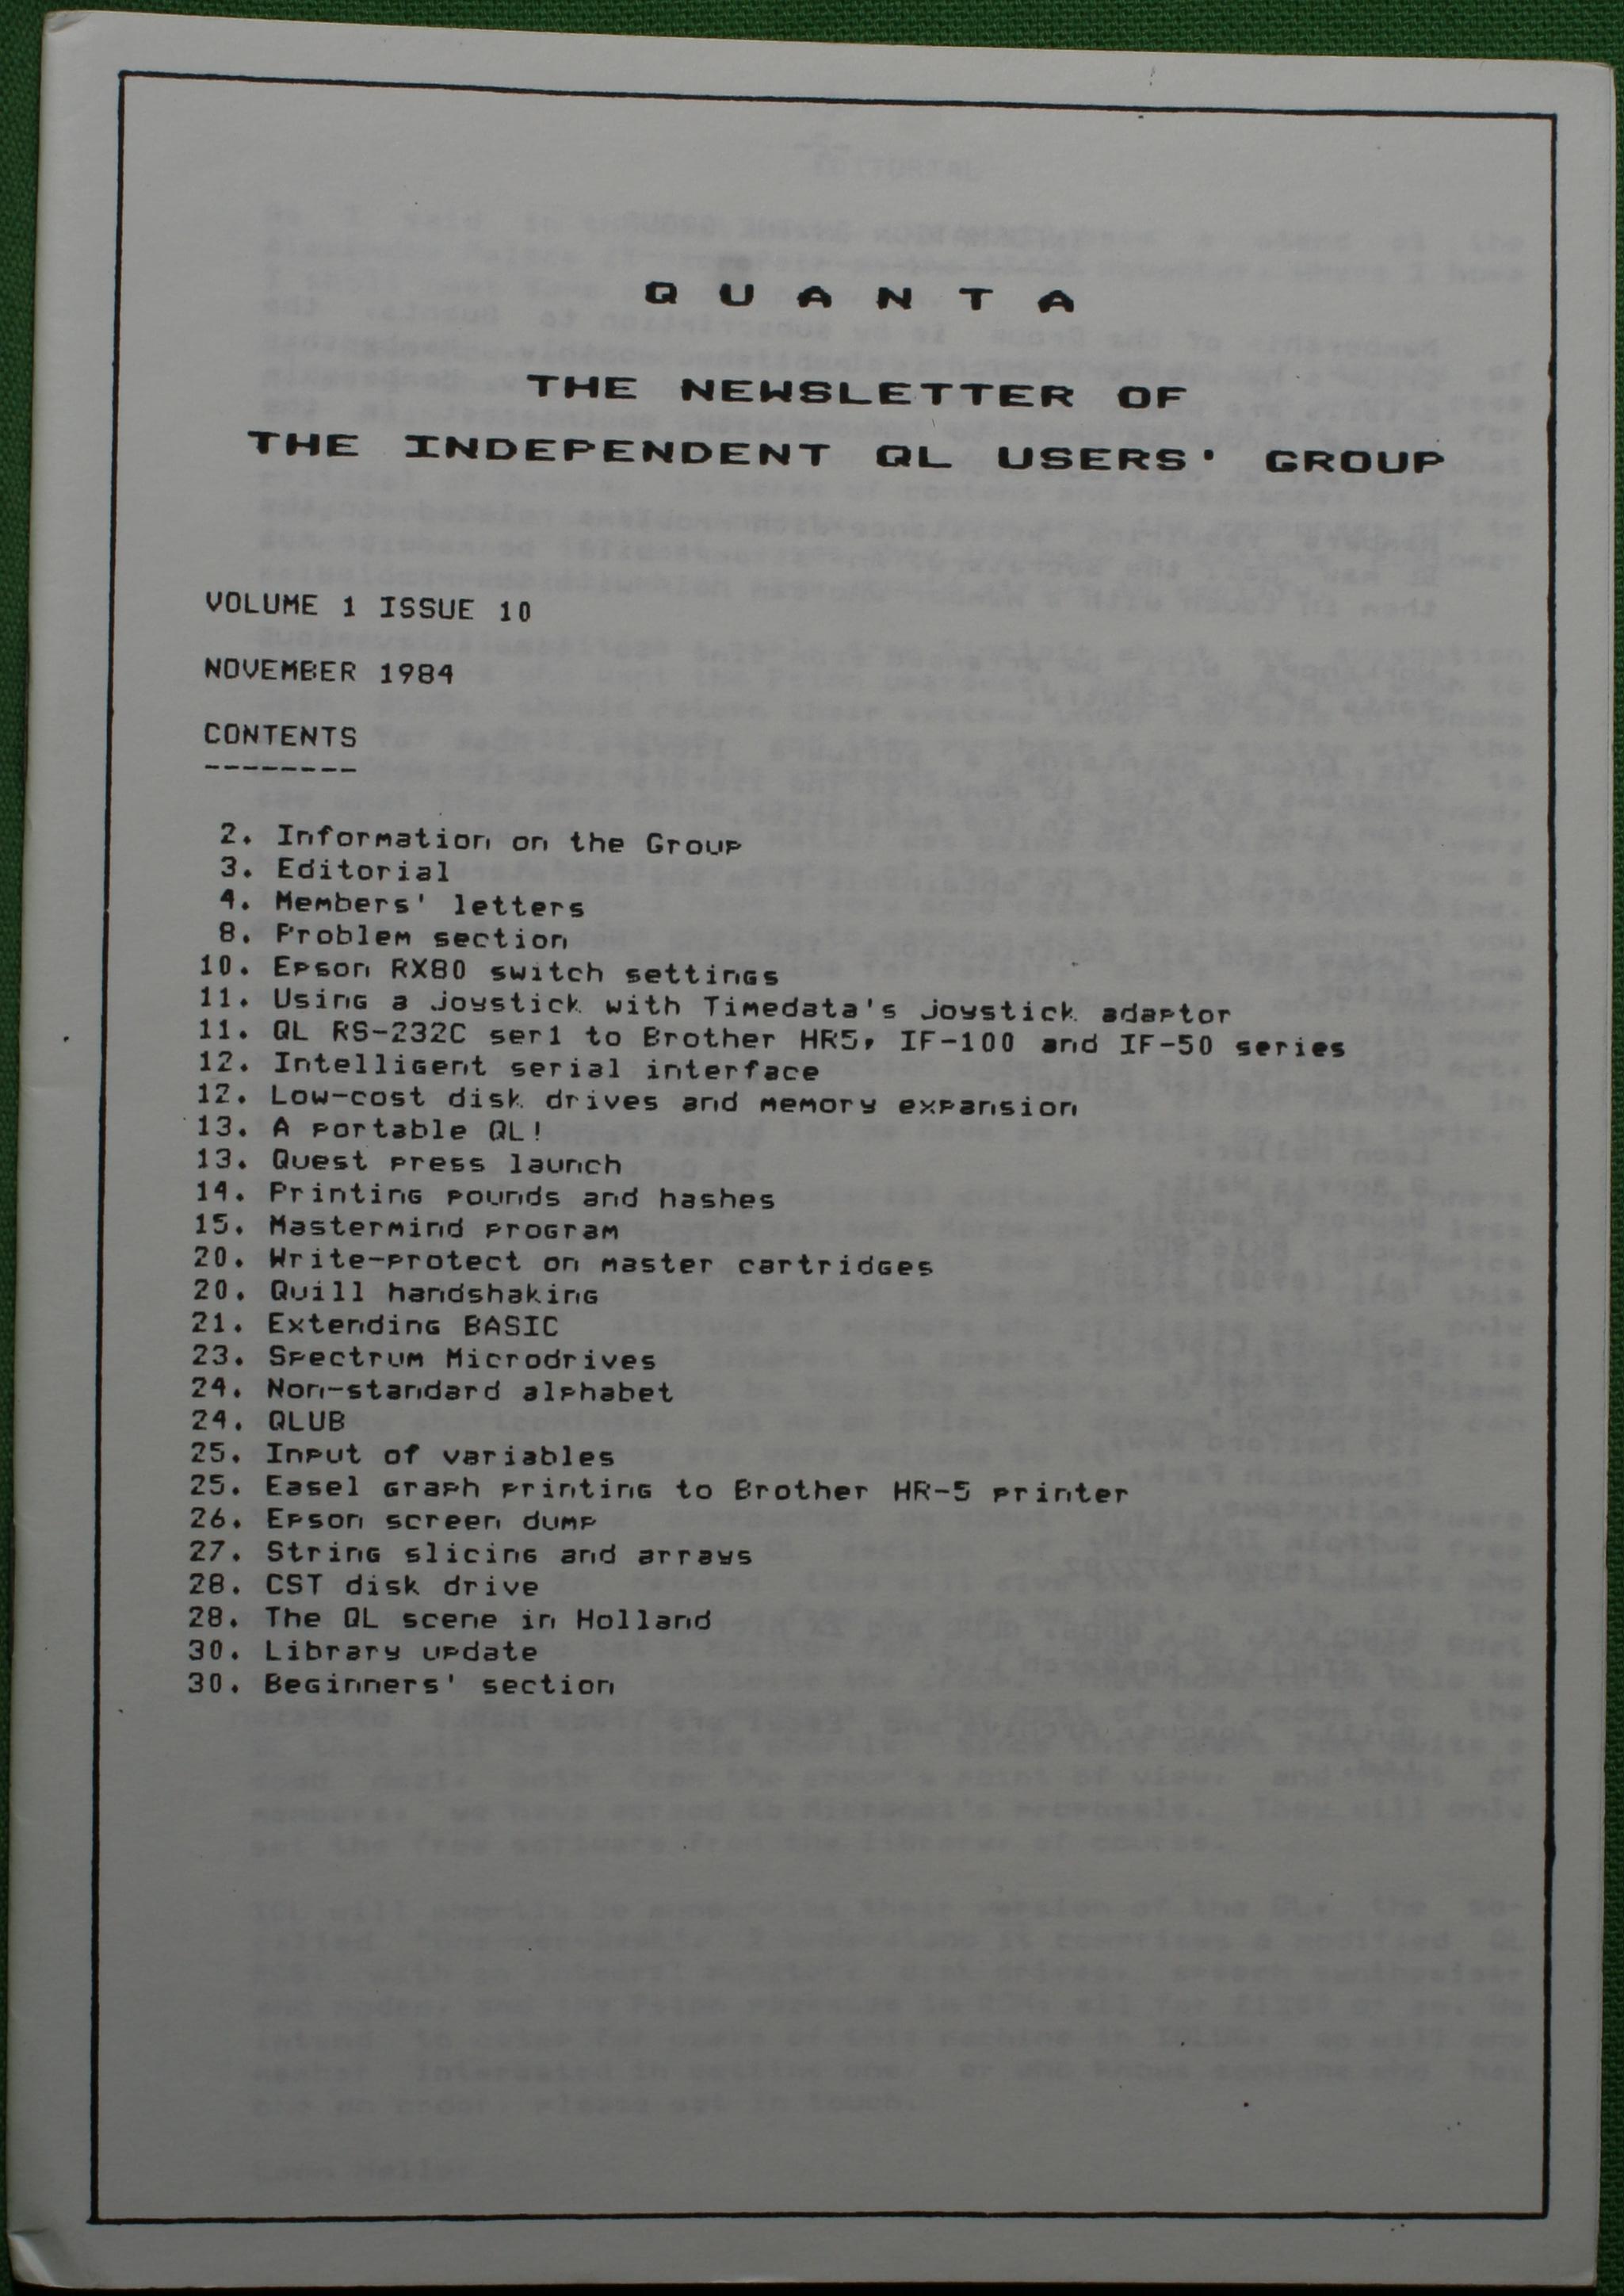 Q U A N T A
THE NEWSLETTER OF
THE INDEPENDENT QL USERS' GROUP
VOLUME 1 ISSUE 10
NOVEMBER 1984
CONTENTS
--------
2. Information on the Group
3. Editorial
4. Members' letters
8. Problem section
10. Epson RX80 switch settings
11. Using a joystick with Timedata's joystick adaptor
11. QL RS-232C ser1 to Brother HR5, IF-100 and IF-50 series
12. Intelligent serial interface
12. Low-cost disk drives and memory expansion
13. A portable QL!
13. Quest press launch
14. Printing pounds and hashes
15. Mastermind program
20. Write-protect on master cartridges
20. Quill handshaking
21. Extending BASIC
23. Spectrum Microdrives
24. Non-standard alphabet
24. QLUB
25. Input of variables
25. Easel graph printing to Brother HR-5 printer
26. Epson screen dump
27. String slicing and arrays
28. CST disk drive
28. The QL scene in Holland
30. Library update
30. Beginners' section